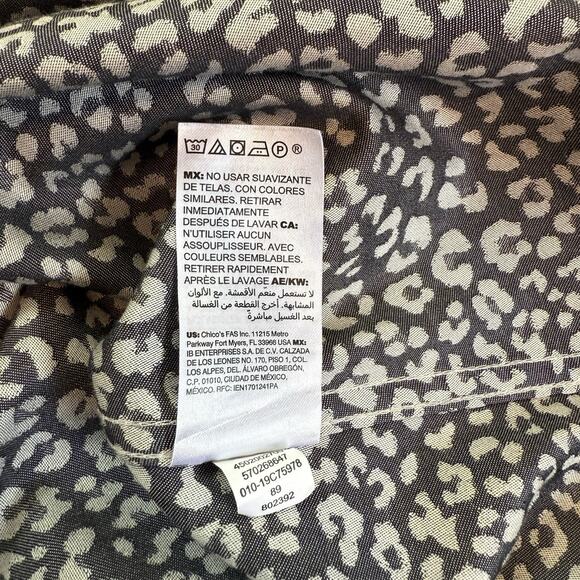 30 P ®
MX: NO USAR SUAVIZANTE
DE TELAS. CON COLORES
SIMILARES. RETIRAR
INMEDIATAMENTE
DESPUÉS DE LAVAR CA:
N'UTILISER AUCUN
ASSOUPLISSEUR. AVEC
COULEURS SEMBLABLES.
RETIRER RAPIDEMENT
APRÈS LE LAVAGE AE/KW:
لا تستعمل منعم الأقمشة. مع الألوان
المشابهة. أخرج القطعة من الغسالة
بعد الغسيل مباشرةً
US: Chico's FAS Inc. 11215 Metro
Parkway Fort Myers, FL 33966 USA MX:
IB ENTERPRISES S.A. DE C.V. CALZADA
DE LOS LEONES NO. 170, PISO 1, COL.
LOS ALPES, DEL. ÁLVARO OBREGÓN,
C.P. 01010, CIUDAD DE MÉXICO,
MÉXICO. RFC: IEN1701241PA
570268647
010-19C75978
89
802392